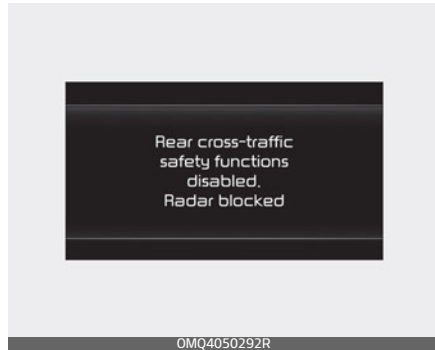 Rear cross-traffic
safety functions
disabled.
Radar blocked
OMQ4050292R